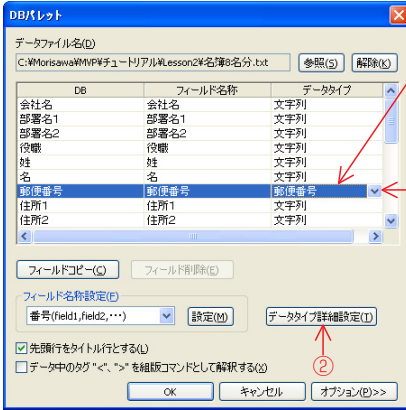 DBパレット
データファイル名(D)
C:¥Morisawa¥MVP¥チュートリアル¥Lesson2¥名簿8名分.txt 参照(S) 解除(K)
DB フィールド名称 データタイプ
会社名 会社名 文字列
部署名1 部署名1 文字列
部署名2 部署名2 文字列
役職 役職 文字列
姓 姓 文字列
名 名 文字列
郵便番号 郵便番号 郵便番号
住所1 住所1 文字列
住所2 住所2 文字列
フィールドコピー(C) フィールド削除(E)
フィールド名称設定(F)
番号(field1,field2,・・・) 設定(M) データタイプ詳細設定(T)
先頭行をタイトル行とする(L)
②
データ中のタグ "<"、">" を組版コマンドとして解釈する(X)
OK キャンセル オプション(P)>>